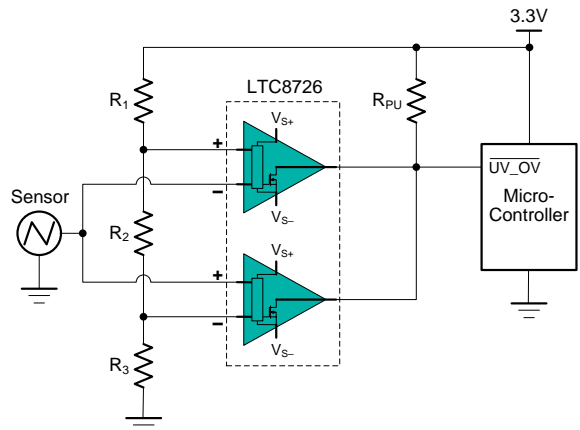 3.3V
R1
LTC8726
RPU
VS+
+
−
VS−
UV_OV
Micro-
Controller
Sensor
R2
VS+
+
−
VS−
R3